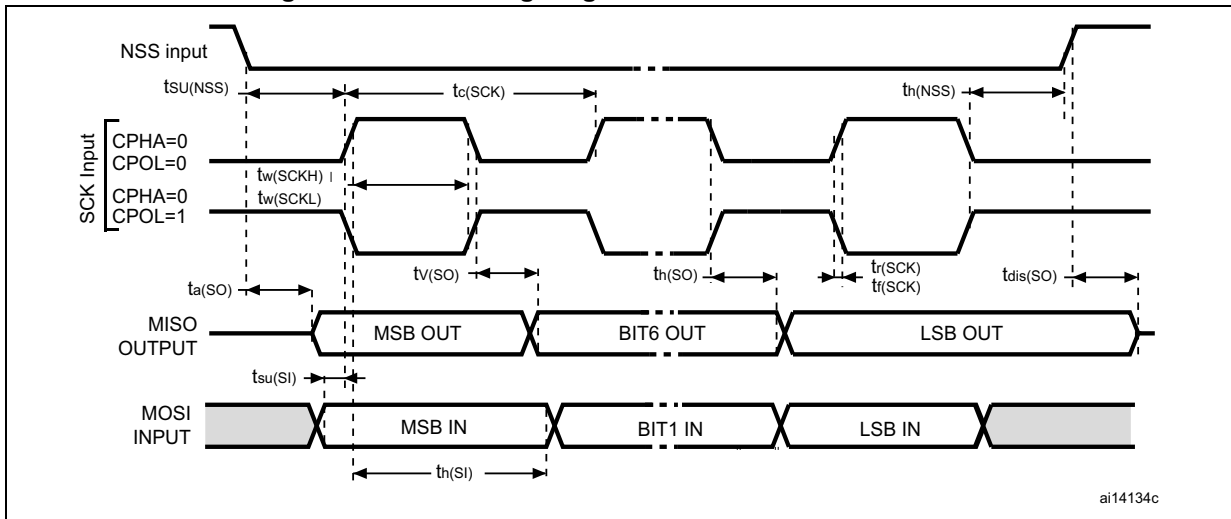 NSS input
tSU(NSS)
tc(SCK)
th(NSS)
SCK Input
CPHA=0
CPOL=0
tw(SCKH)
CPHA=0
tw(SCKL)
CPOL=1
tV(SO)
th(SO)
tr(SCK)
tf(SCK)
tdis(SO)
ta(SO)
MISO
OUTPUT
MSB OUT
BIT6 OUT
LSB OUT
tsu(SI)
MOSI
INPUT
MSB IN
BIT1 IN
LSB IN
th(SI)
ai14134c